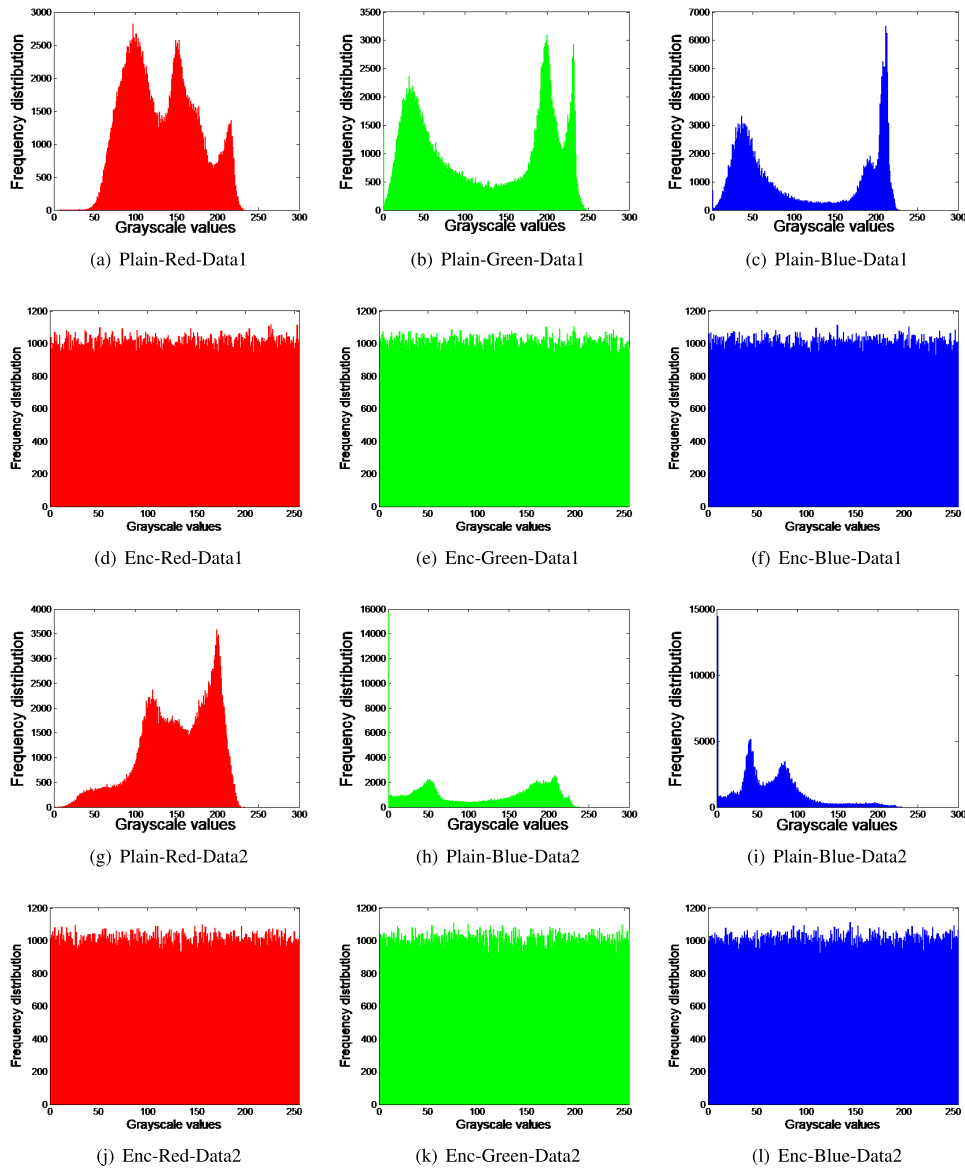 3000
2500
2000
1500
1000
500
0
0 50 100 150 200 250 300
Frequency distribution
Grayscale values
(a) Plain-Red-Data1
3500
3000
2500
2000
1500
1000
500
0
0 50 100 150 200 250 300
Frequency distribution
Grayscale values
(b) Plain-Green-Data1
7000
6000
5000
4000
3000
2000
1000
0
0 50 100 150 200 250 300
Frequency distribution
Grayscale values
(c) Plain-Blue-Data1
1200
1000
800
600
400
200
0
0 50 100 150 200 250
Frequency distribution
Grayscale values
(d) Enc-Red-Data1
1200
1000
800
600
400
200
0
0 50 100 150 200 250
Frequency distribution
Grayscale values
(e) Enc-Green-Data1
1200
1000
800
600
400
200
0
0 50 100 150 200 250
Frequency distribution
Grayscale values
(f) Enc-Blue-Data1
4000
3500
3000
2500
2000
1500
1000
500
0
0 50 100 150 200 250 300
Frequency distribution
Grayscale values
(g) Plain-Red-Data2
16000
14000
12000
10000
8000
6000
4000
2000
0
0 50 100 150 200 250 300
Frequency distribution
Grayscale values
(h) Plain-Blue-Data2
15000
10000
5000
0
0 50 100 150 200 250 300
Frequency distribution
Grayscale values
(i) Plain-Blue-Data2
1200
1000
800
600
400
200
0
0 50 100 150 200 250
Frequency distribution
Grayscale values
(j) Enc-Red-Data2
1200
1000
800
600
400
200
0
0 50 100 150 200 250
Frequency distribution
Grayscale values
(k) Enc-Green-Data2
1200
1000
800
600
400
200
0
0 50 100 150 200 250
Frequency distribution
Grayscale values
(l) Enc-Blue-Data2